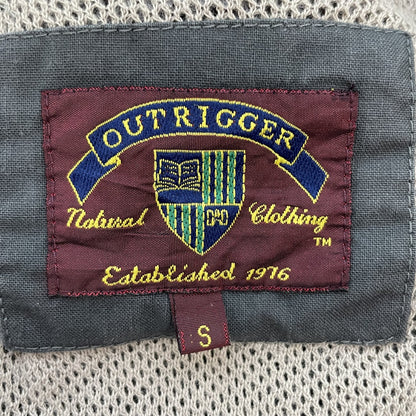 OUTRIGGER
Natural Clothing
TM
Established 1976
S